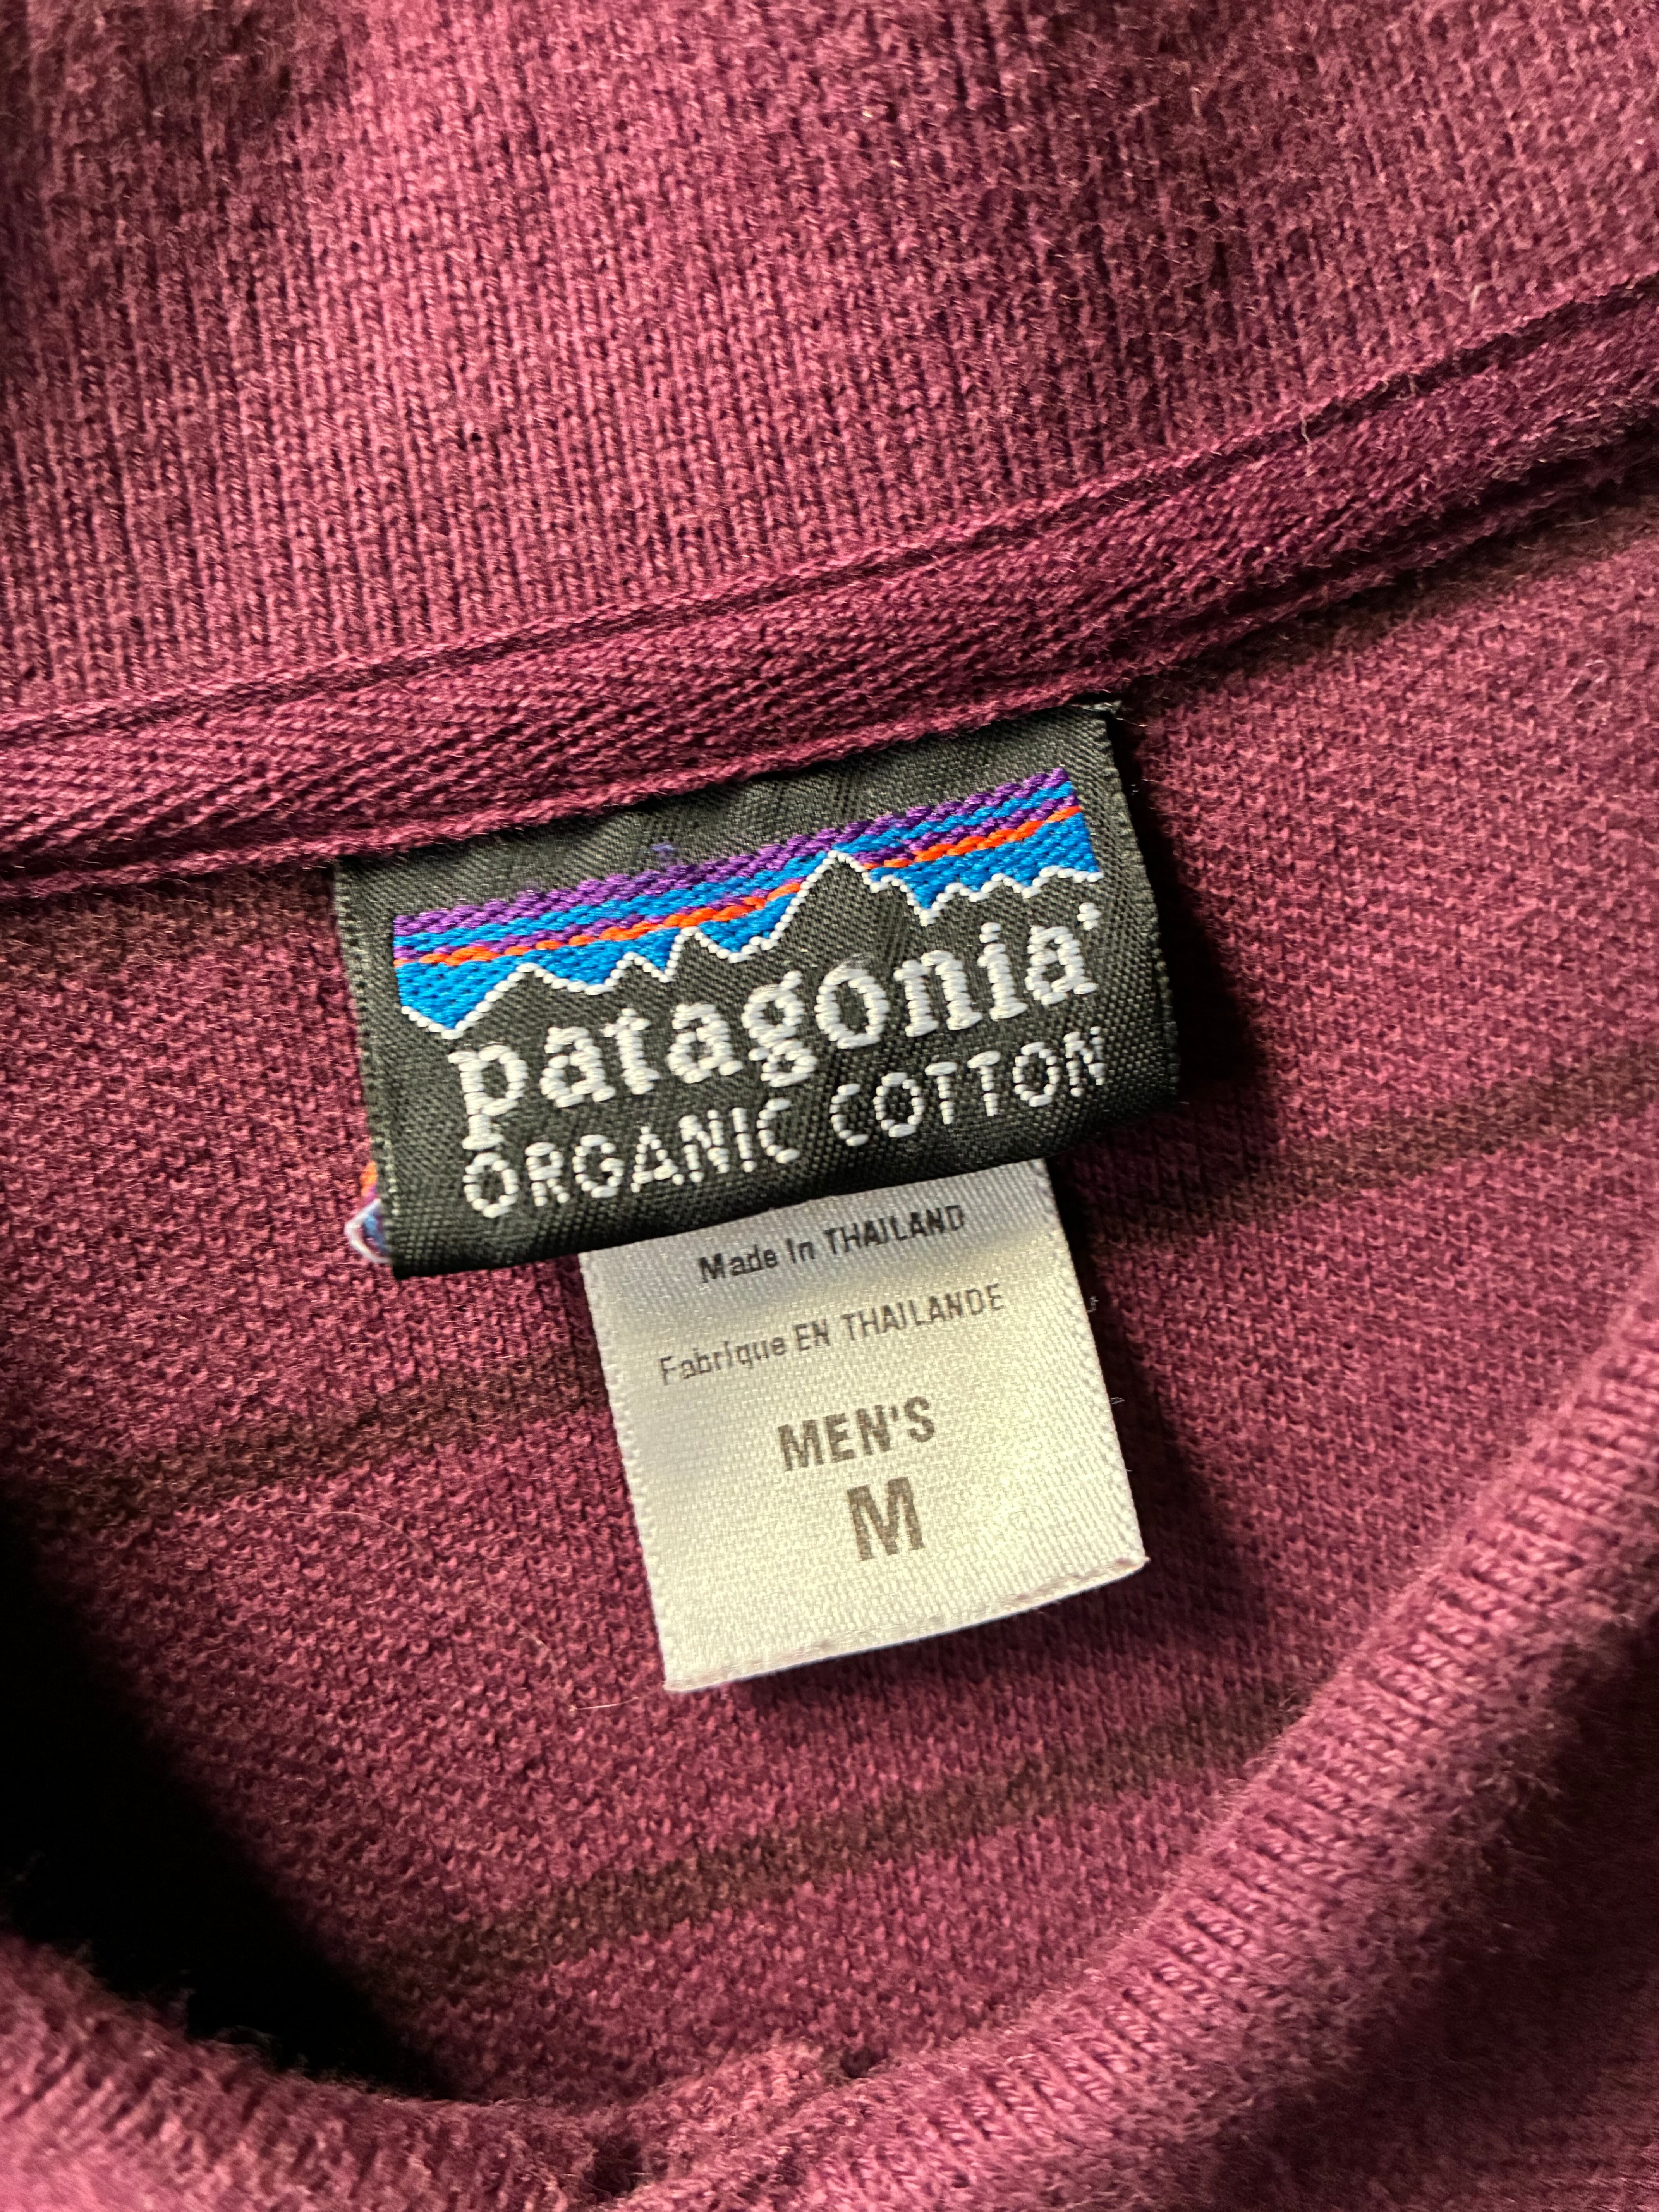 patagonia
ORGANIC COTTON
Made In THAILAND
Fabrique EN THAILANDE
MEN'S
M